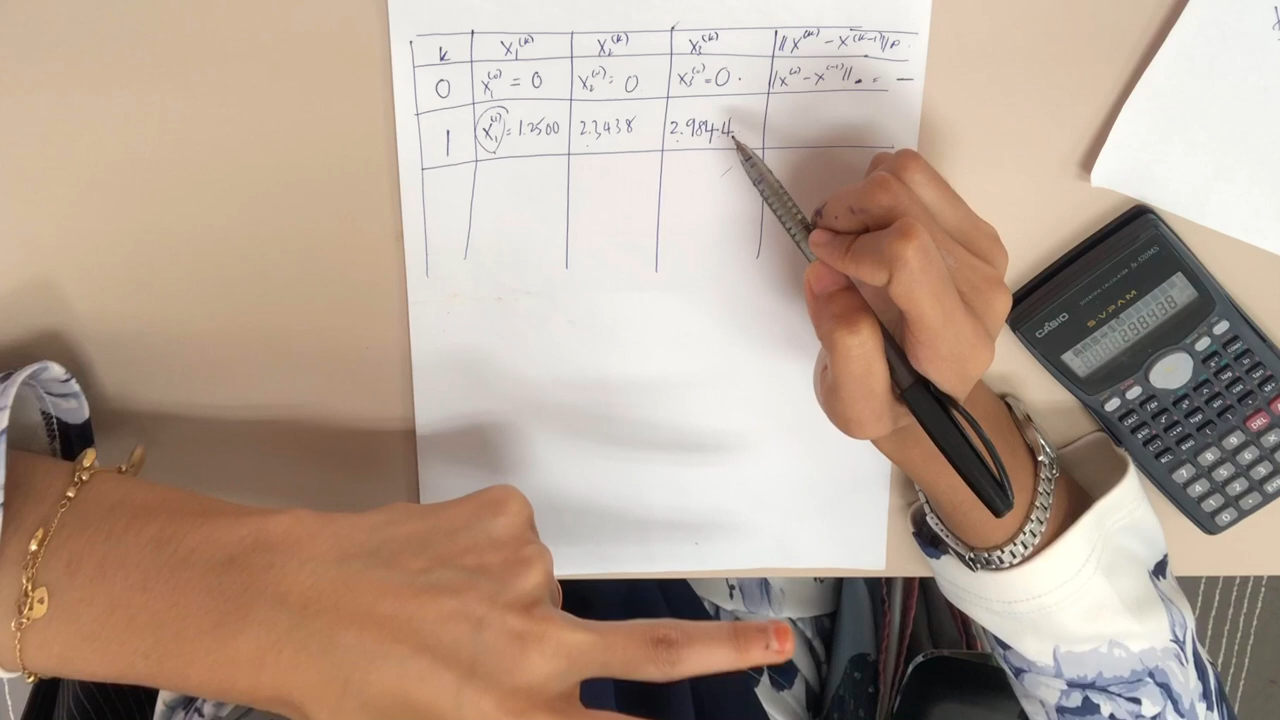 k x₁⁽ᵏ⁾ x₂⁽ᵏ⁾ x₃⁽ᵏ⁾ ||x⁽ᵏ⁾ - x⁽ᵏ⁻¹⁾||
0 x₁⁽⁰⁾ = 0 x₂⁽⁰⁾ = 0 x₃⁽⁰⁾ = 0. ||x⁽⁰⁾ - x⁽⁻¹⁾|| = —
1 x₁⁽¹⁾ = 1.2500 2.3438 2.9844
CASIO
S-V.P.A.M.
DEL